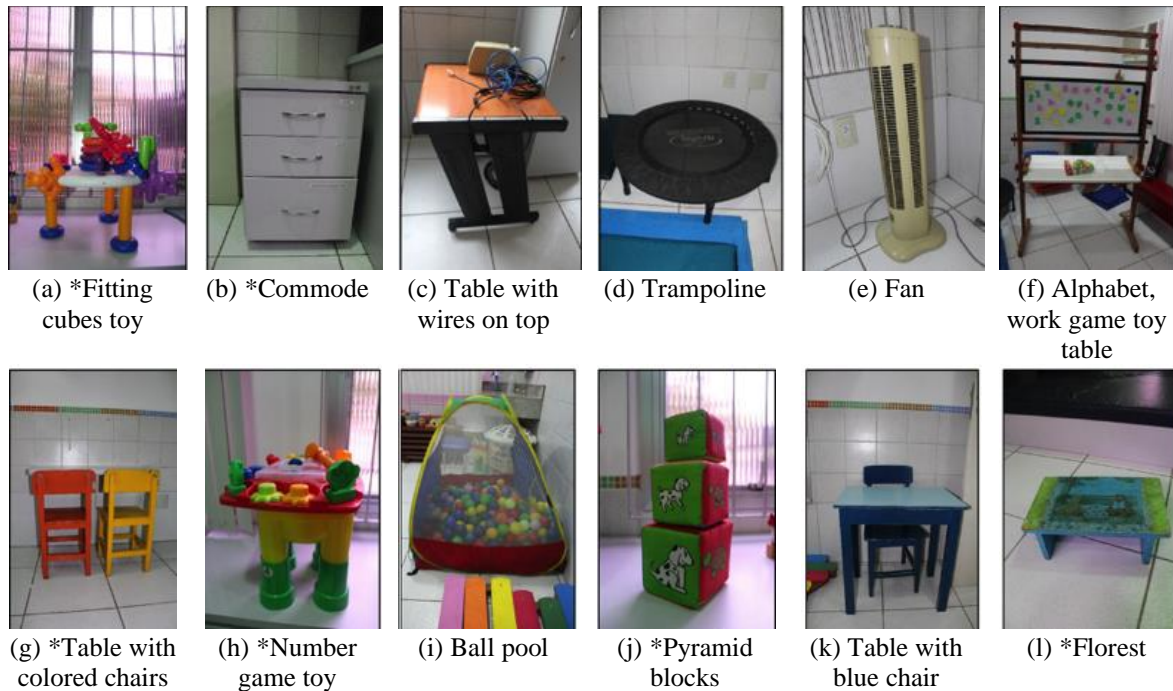 (a) *Fitting
cubes toy
(b) *Commode
(c) Table with
wires on top
(d) Trampoline
(e) Fan
(f) Alphabet,
work game toy
table
(g) *Table with
colored chairs
(h) *Number
game toy
(i) Ball pool
(j) *Pyramid
blocks
(k) Table with
blue chair
(l) *Florest